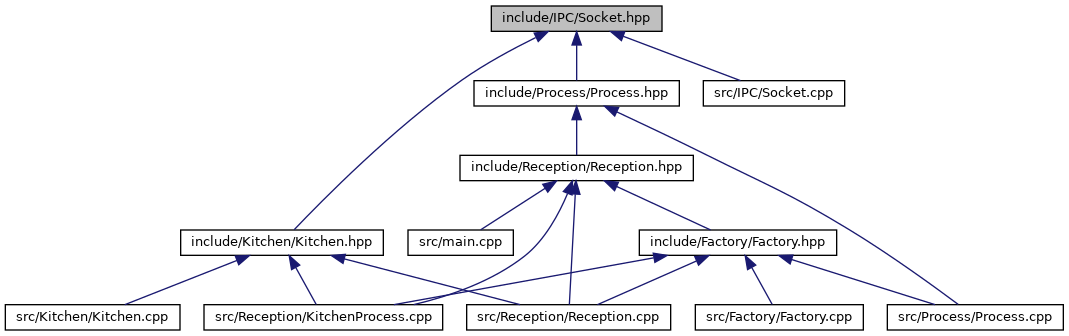 include/IPC/Socket.hpp
include/Process/Process.hpp
src/IPC/Socket.cpp
include/Reception/Reception.hpp
include/Kitchen/Kitchen.hpp
src/main.cpp
include/Factory/Factory.hpp
src/Kitchen/Kitchen.cpp
src/Reception/KitchenProcess.cpp
src/Reception/Reception.cpp
src/Factory/Factory.cpp
src/Process/Process.cpp